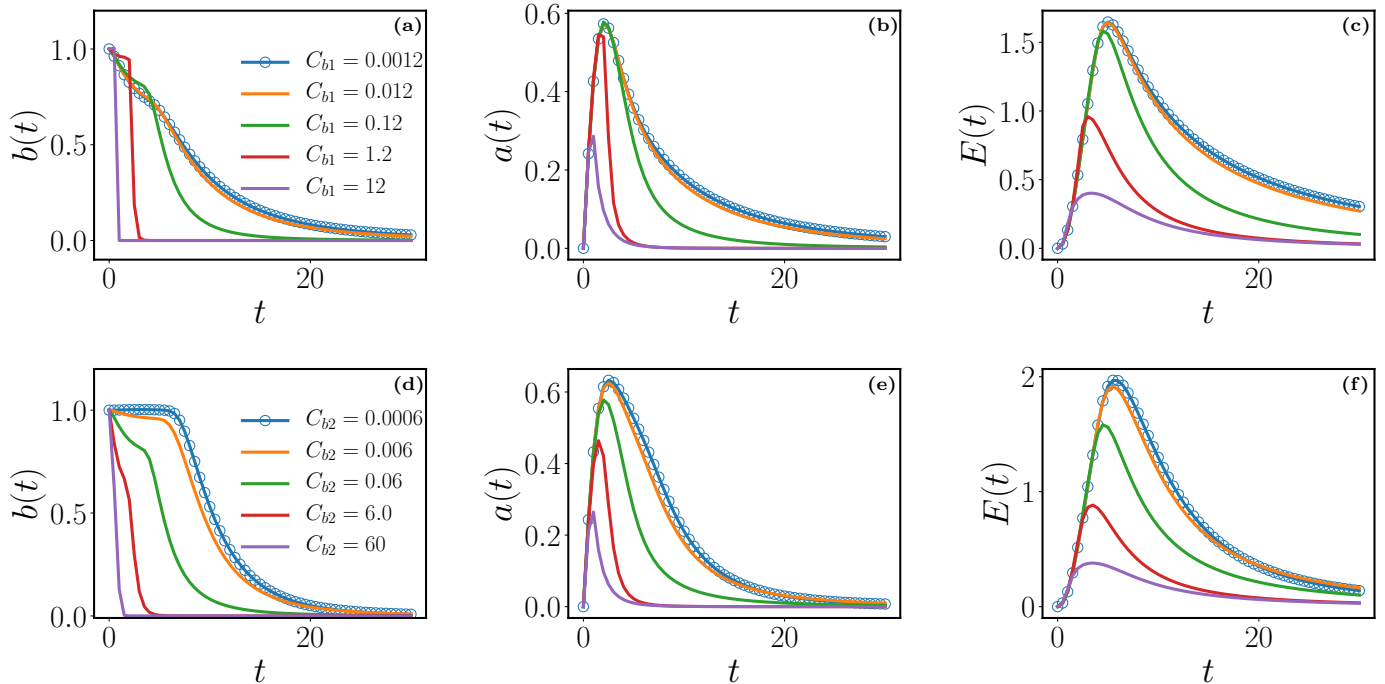 (a)
1.0
0.5
0.0
b(t)
C_{b1} = 0.0012
C_{b1} = 0.012
C_{b1} = 0.12
C_{b1} = 1.2
C_{b1} = 12
0
20
t
(b)
0.6
0.4
0.2
0.0
a(t)
0
20
t
(c)
1.5
1.0
0.5
0.0
E(t)
0
20
t
(d)
1.0
0.5
0.0
b(t)
C_{b2} = 0.0006
C_{b2} = 0.006
C_{b2} = 0.06
C_{b2} = 6.0
C_{b2} = 60
0
20
t
(e)
0.6
0.4
0.2
0.0
a(t)
0
20
t
(f)
2
1
0
E(t)
0
20
t